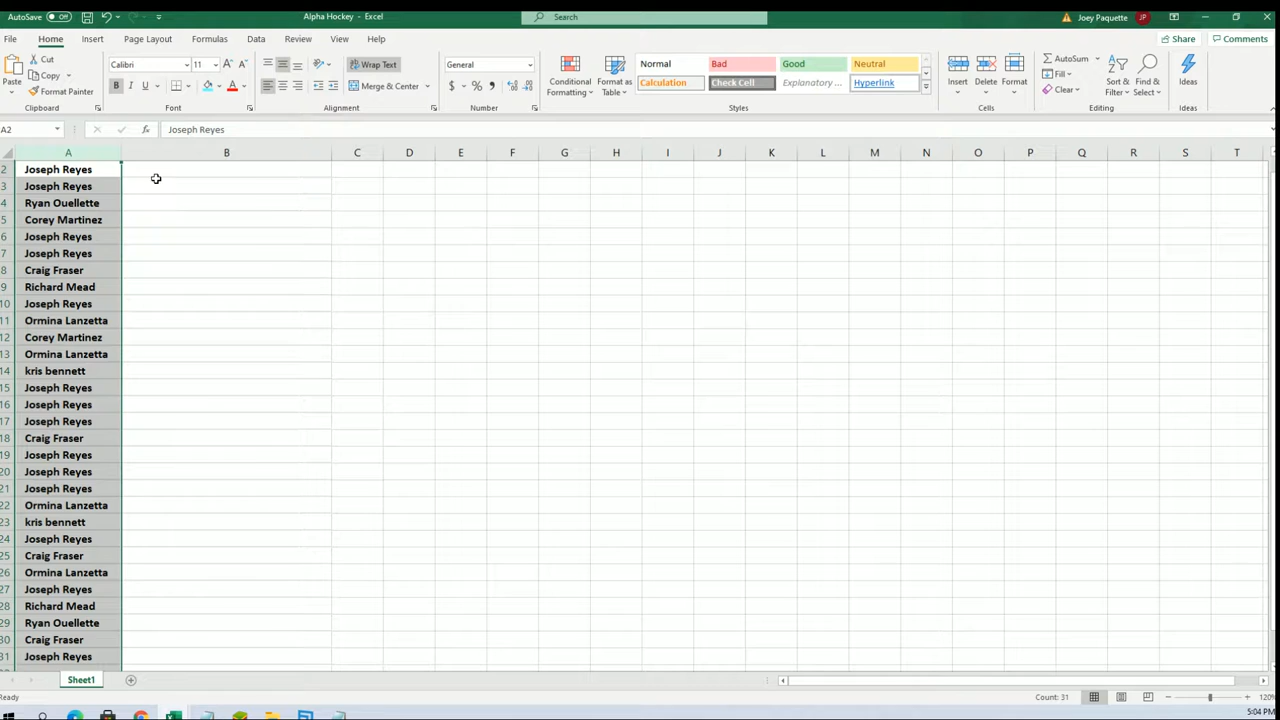 AutoSave Off Alpha Hockey - Excel Search Joey Paquette JP
File Home Insert Page Layout Formulas Data Review View Help Share Comments
Paste Cut Copy Format Painter Clipboard
Calibri 11 B I U Font
Wrap Text Merge & Center Alignment
General $ % Number
Conditional Formatting Format as Table
Normal Bad Good Neutral
Calculation Check Cell Explanatory ... Hyperlink
Styles
Insert Delete Format Cells
AutoSum Fill Clear Sort & Filter Find & Select Editing
Ideas Ideas
A2 fx Joseph Reyes
A B C D E F G H I J K L M N O P Q R S T
2 Joseph Reyes
3 Joseph Reyes
4 Ryan Ouellette
5 Corey Martinez
6 Joseph Reyes
7 Joseph Reyes
8 Craig Fraser
9 Richard Mead
10 Joseph Reyes
11 Ormina Lanzetta
12 Corey Martinez
13 Ormina Lanzetta
14 kris bennett
15 Joseph Reyes
16 Joseph Reyes
17 Joseph Reyes
18 Craig Fraser
19 Joseph Reyes
20 Joseph Reyes
21 Joseph Reyes
22 Ormina Lanzetta
23 kris bennett
24 Joseph Reyes
25 Craig Fraser
26 Ormina Lanzetta
27 Joseph Reyes
28 Richard Mead
29 Ryan Ouellette
30 Craig Fraser
31 Joseph Reyes
Sheet1
Ready Count: 31 120%
5:04 PM